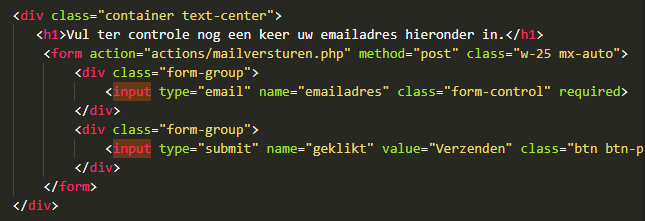 <div class="container text-center">
<h1>Vul ter controle nog een keer uw emailadres hieronder in.</h1>
<form action="actions/mailversturen.php" method="post" class="w-25 mx-auto">
<div class="form-group">
<input type="email" name="emailadres" class="form-control" required>
</div>
<div class="form-group">
<input type="submit" name="geklikt" value="Verzenden" class="btn btn-p
</div>
</form>
</div>